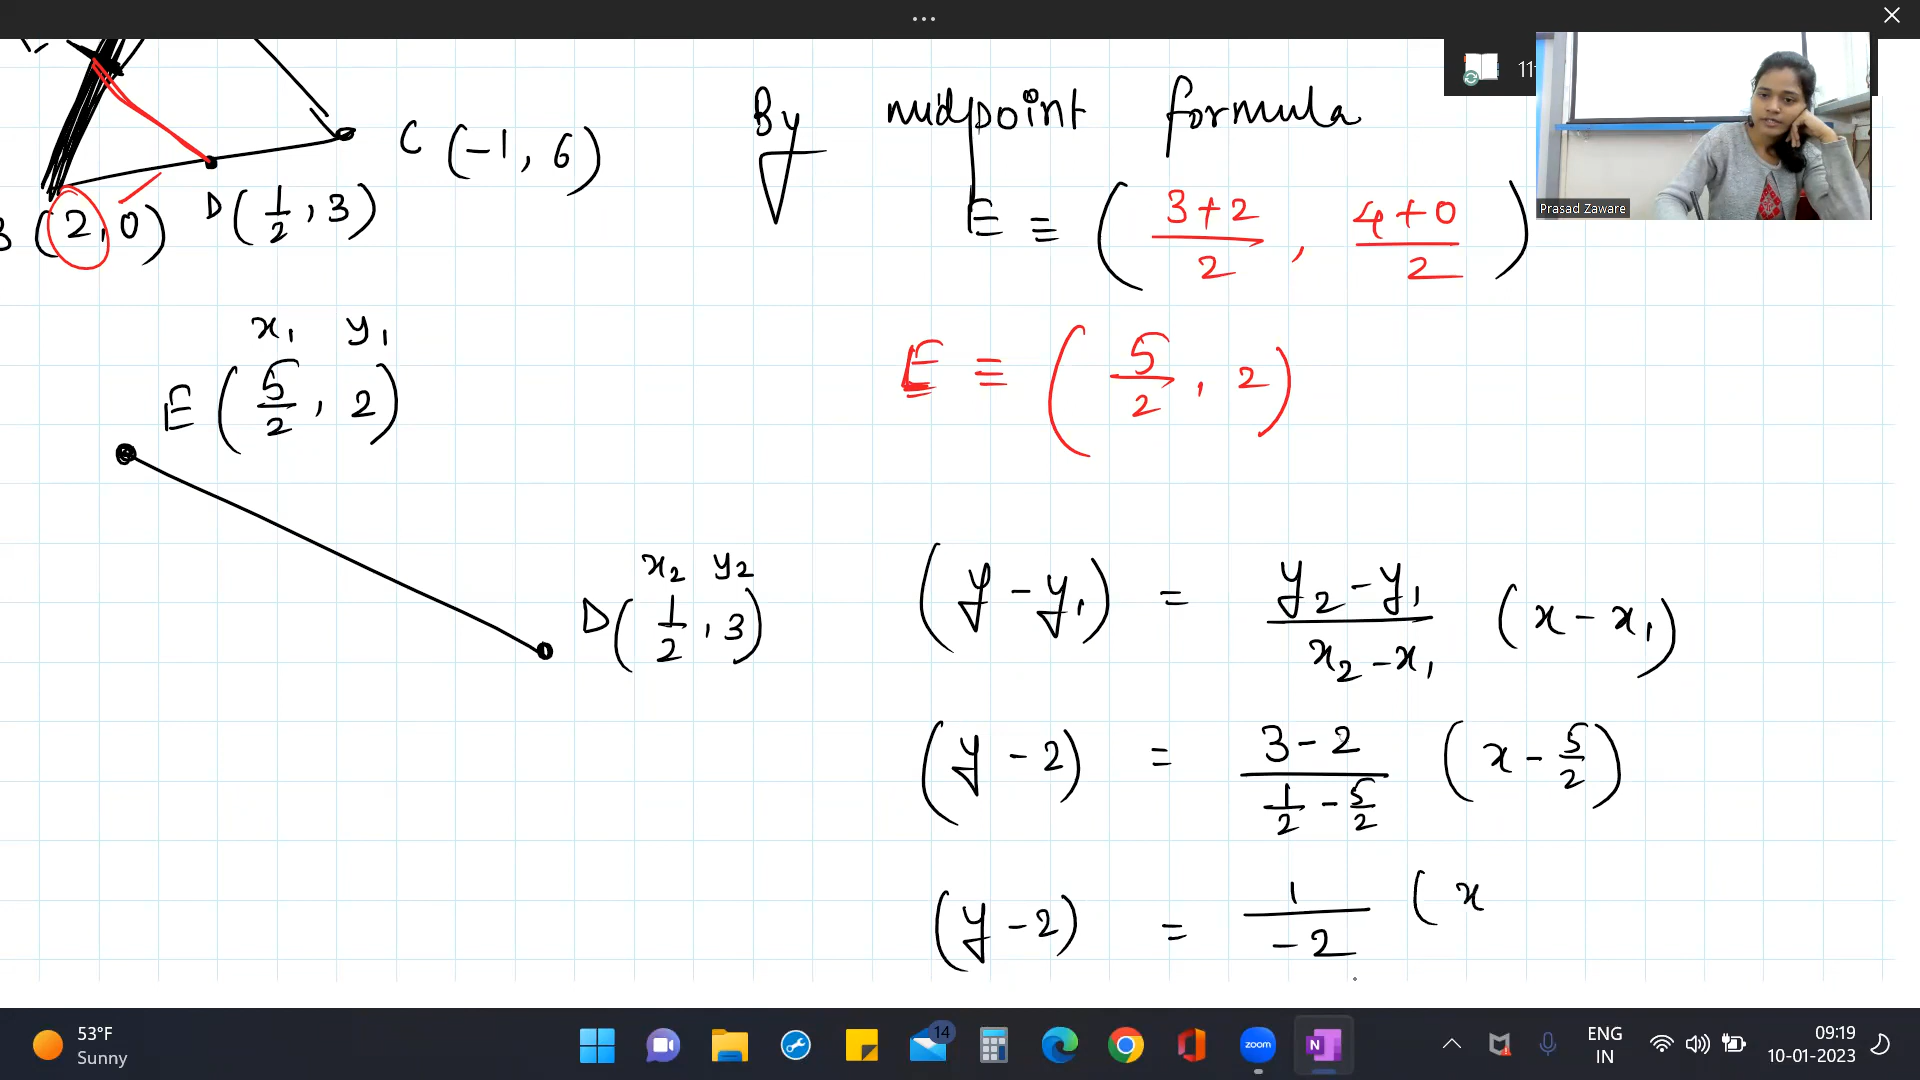 By midpoint formula
C (-1, 6)
(2, 0) D(1/2, 3)
E ≡ ( (3+2)/2 , (4+0)/2 )
x₁ y₁
E (5/2, 2)
E ≡ (5/2, 2)
x₂ y₂
D(1/2, 3)
(y - y₁) = (y₂ - y₁)/(x₂ - x₁) (x - x₁)
(y - 2) = (3 - 2)/(1/2 - 5/2) (x - 5/2)
(y - 2) = 1/-2 ( x
Prasad Zaware
53°F
Sunny
14
zoom
N
ENG
IN
09:19
10-01-2023